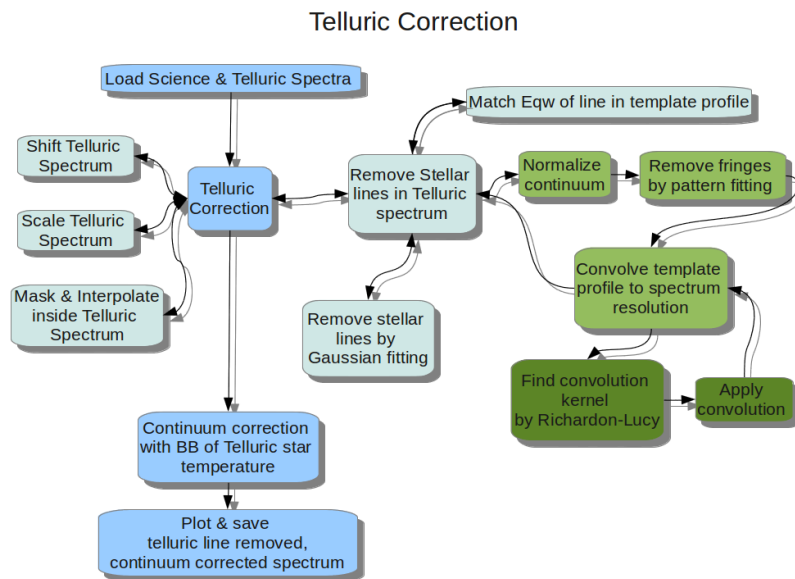 Telluric Correction
Load Science & Telluric Spectra
Match Eqw of line in template profile
Shift Telluric
Spectrum
Telluric
Correction
Remove Stellar
lines in Telluric
spectrum
Normalize
continuum
Remove fringes
by pattern fitting
Scale Telluric
Spectrum
Mask & Interpolate
inside Telluric
Spectrum
Convolve template
profile to spectrum
resolution
Remove stellar
lines by
Gaussian fitting
Find convolution
kernel
by Richardon-Lucy
Apply
convolution
Continuum correction
with BB of Telluric star
temperature
Plot & save
telluric line removed,
continuum corrected spectrum